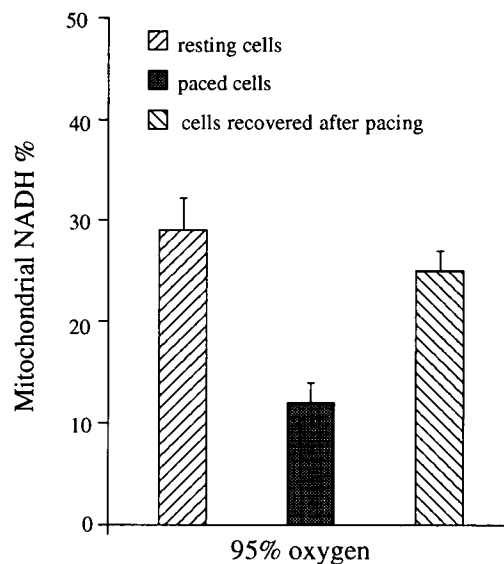 50
40
30
20
10
0
Mitochondrial NADH %
resting cells
paced cells
cells recovered after pacing
95% oxygen